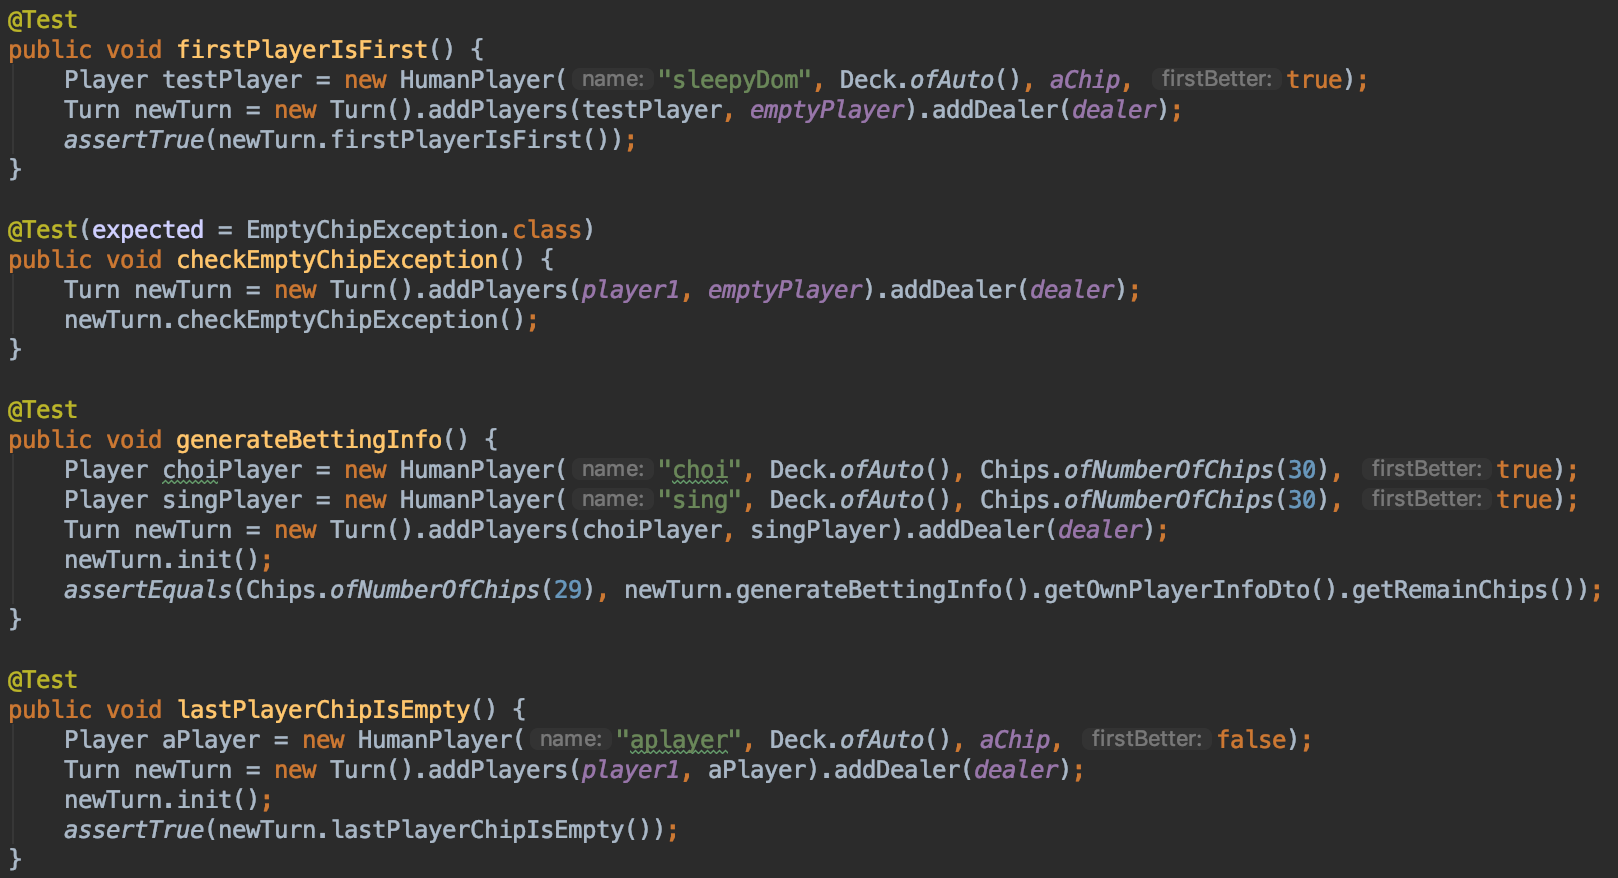 @Test
public void firstPlayerIsFirst() {
    Player testPlayer = new HumanPlayer( name: "sleepyDom", Deck.ofAuto(), aChip, firstBetter: true);
    Turn newTurn = new Turn().addPlayers(testPlayer, emptyPlayer).addDealer(dealer);
    assertTrue(newTurn.firstPlayerIsFirst());
}

@Test(expected = EmptyChipException.class)
public void checkEmptyChipException() {
    Turn newTurn = new Turn().addPlayers(player1, emptyPlayer).addDealer(dealer);
    newTurn.checkEmptyChipException();
}

@Test
public void generateBettingInfo() {
    Player choiPlayer = new HumanPlayer( name: "choi", Deck.ofAuto(), Chips.ofNumberOfChips(30), firstBetter: true);
    Player singPlayer = new HumanPlayer( name: "sing", Deck.ofAuto(), Chips.ofNumberOfChips(30), firstBetter: true);
    Turn newTurn = new Turn().addPlayers(choiPlayer, singPlayer).addDealer(dealer);
    newTurn.init();
    assertEquals(Chips.ofNumberOfChips(29), newTurn.generateBettingInfo().getOwnPlayerInfoDto().getRemainChips());
}

@Test
public void lastPlayerChipIsEmpty() {
    Player aPlayer = new HumanPlayer( name: "aplayer", Deck.ofAuto(), aChip, firstBetter: false);
    Turn newTurn = new Turn().addPlayers(player1, aPlayer).addDealer(dealer);
    newTurn.init();
    assertTrue(newTurn.lastPlayerChipIsEmpty());
}